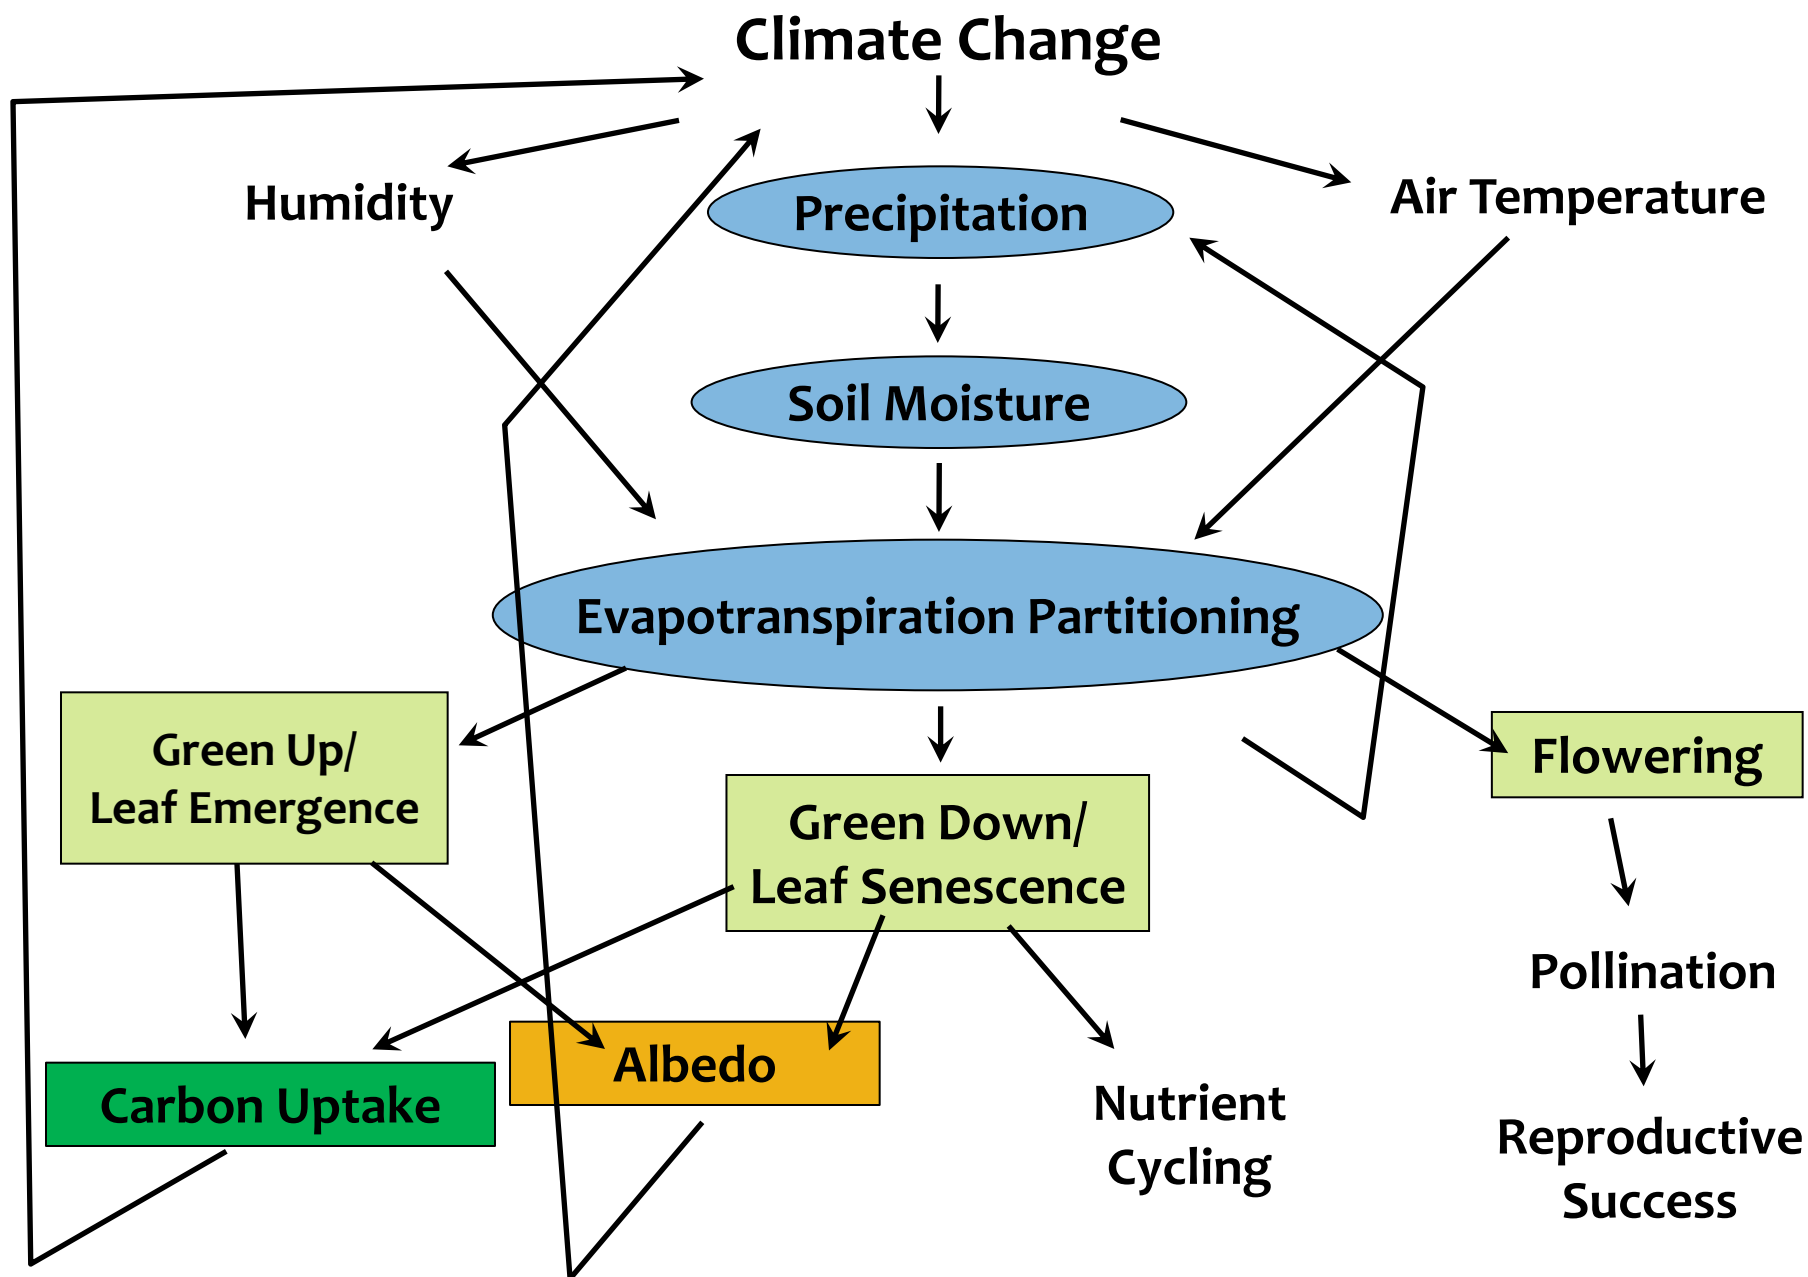 Climate Change
Humidity
Precipitation
Air Temperature
Soil Moisture
Evapotranspiration Partitioning
Green Up/
Leaf Emergence
Green Down/
Leaf Senescence
Flowering
Pollination
Carbon Uptake
Albedo
Nutrient
Cycling
Reproductive
Success